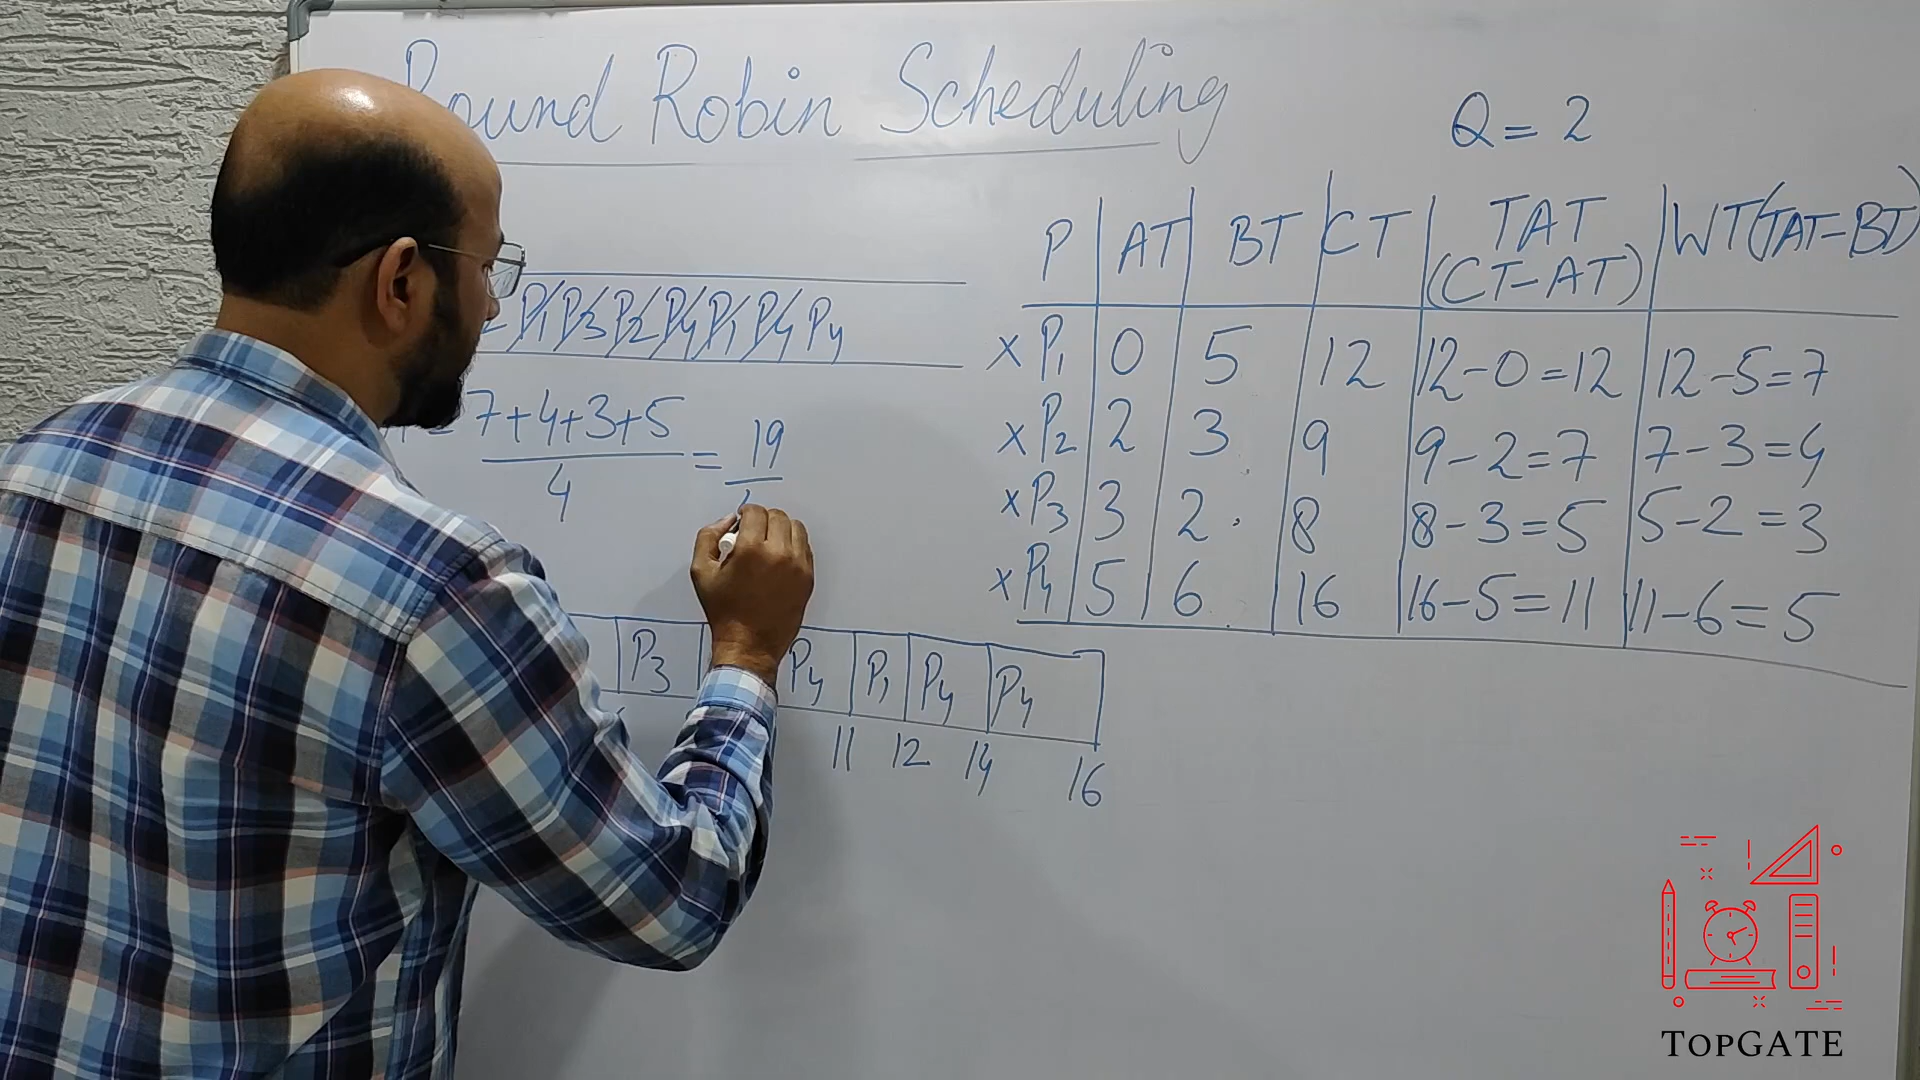 Round Robin Scheduling
Q = 2
P AT BT CT TAT (CT-AT) WT(TAT-BT)
x P1 0 5 12 12-0=12 12-5=7
x P2 2 3 9 9-2=7 7-3=4
x P3 3 2 8 8-3=5 5-2=3
x P4 5 6 16 16-5=11 11-6=5
P1 P3 P2 P4 P1 P4 P4
= 7+4+3+5 / 4 = 19
P3 P4 P1 P4 P4
11 12 14 16
TOPGATE